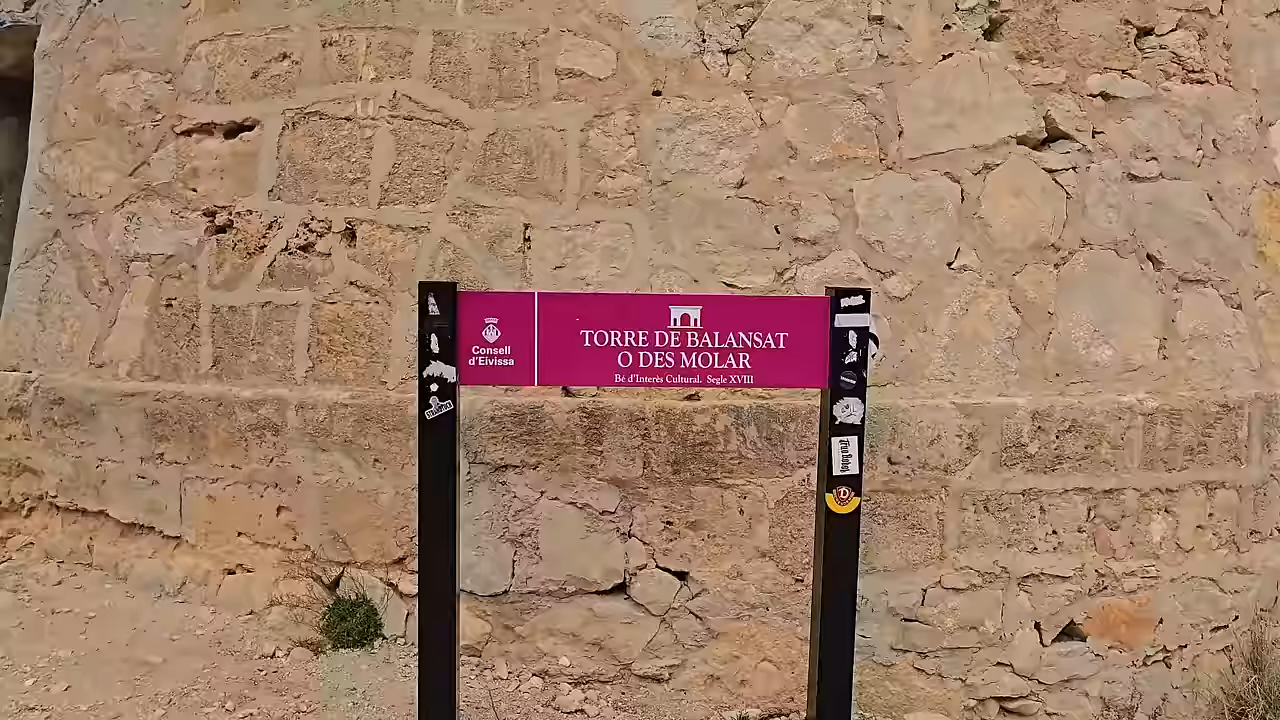 Consell
d'Eivissa
TORRE DE BALANSAT
O DES MOLAR
Bé d'Interès Cultural. Segle XVIII